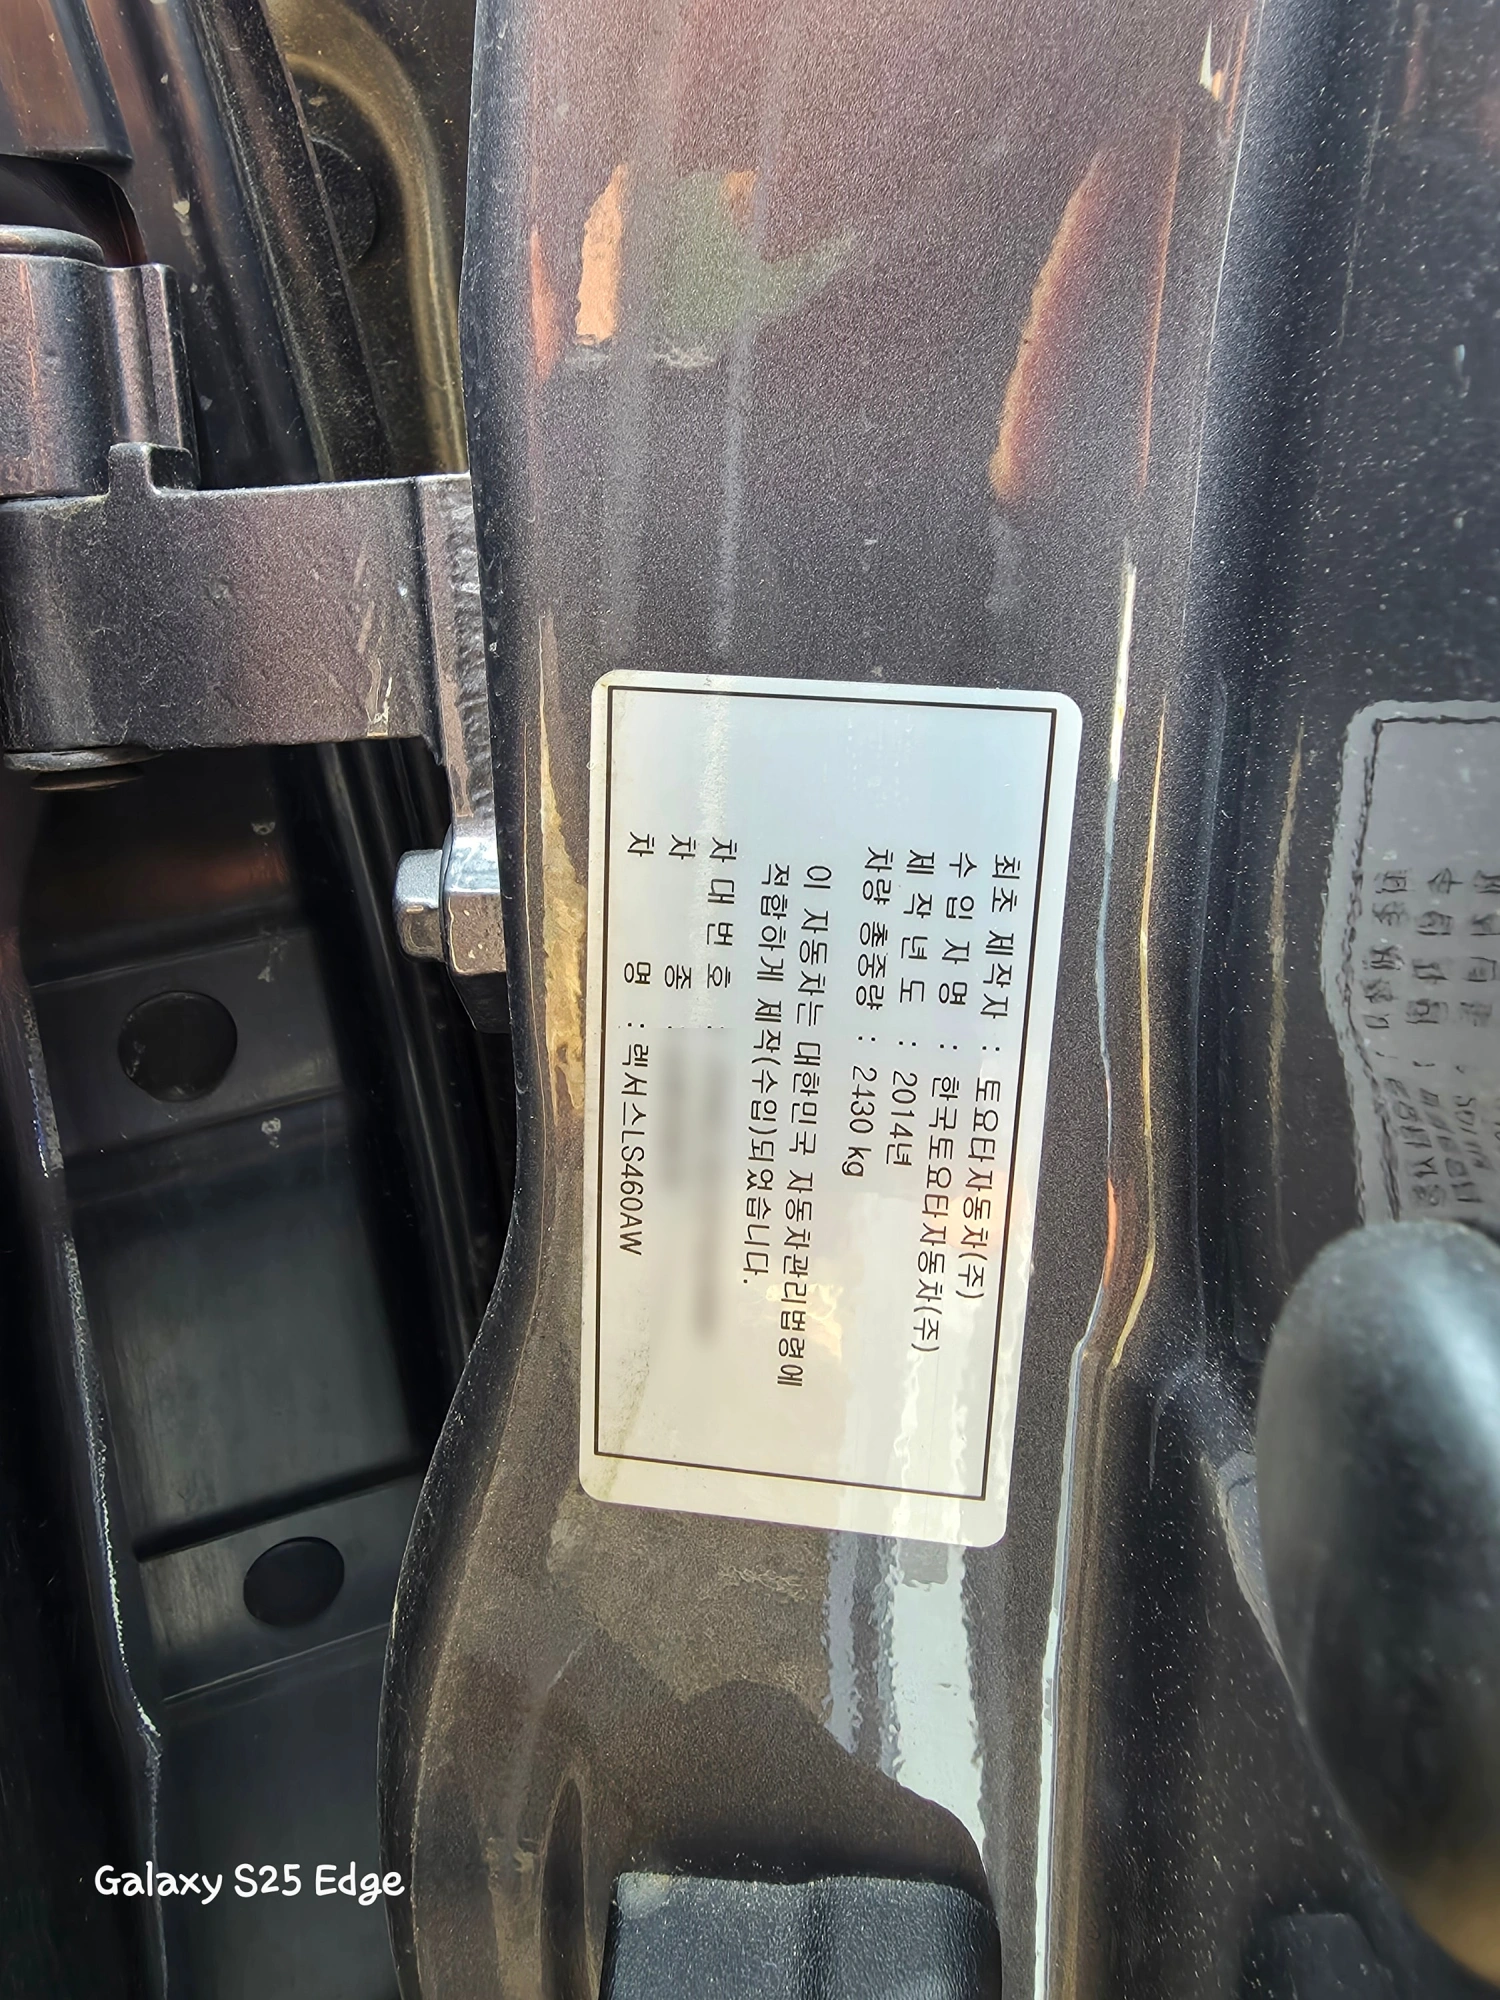 최초 제작자 : 토요타자동차(주)
수 입 자 명 : 한국토요타자동차(주)
제 작 년 도 : 2014년
차량 총중량 : 2430 kg
이 자동차는 대한민국 자동차관리법령에
적합하게 제작(수입)되었습니다.
차 대 번 호 :
차 종 :
차 명 : 렉서스LS460AW
Galaxy S25 Edge